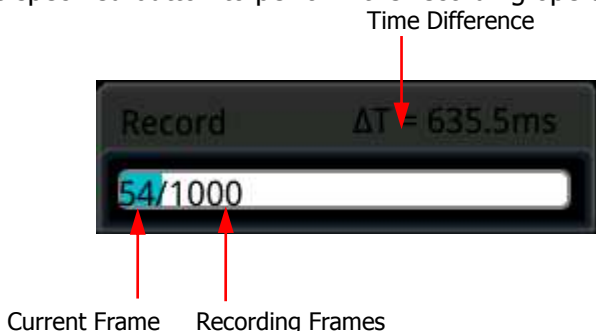 Time Difference
Record ΔT = 635.5ms
54/1000
Current Frame Recording Frames